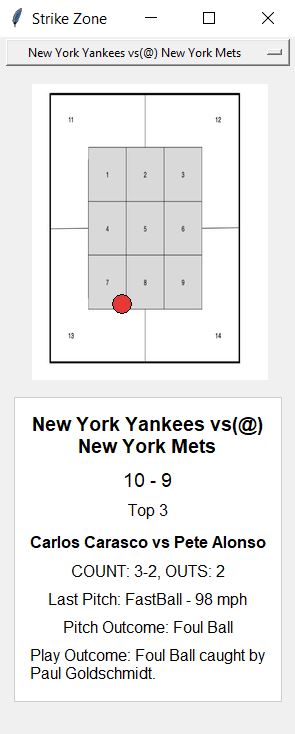 Strike Zone
New York Yankees vs(@) New York Mets
11
12
1
2
3
4
5
6
7
8
9
13
14
New York Yankees vs(@)
New York Mets
10 - 9
Top 3
Carlos Carasco vs Pete Alonso
COUNT: 3-2, OUTS: 2
Last Pitch: FastBall - 98 mph
Pitch Outcome: Foul Ball
Play Outcome: Foul Ball caught by
Paul Goldschmidt.